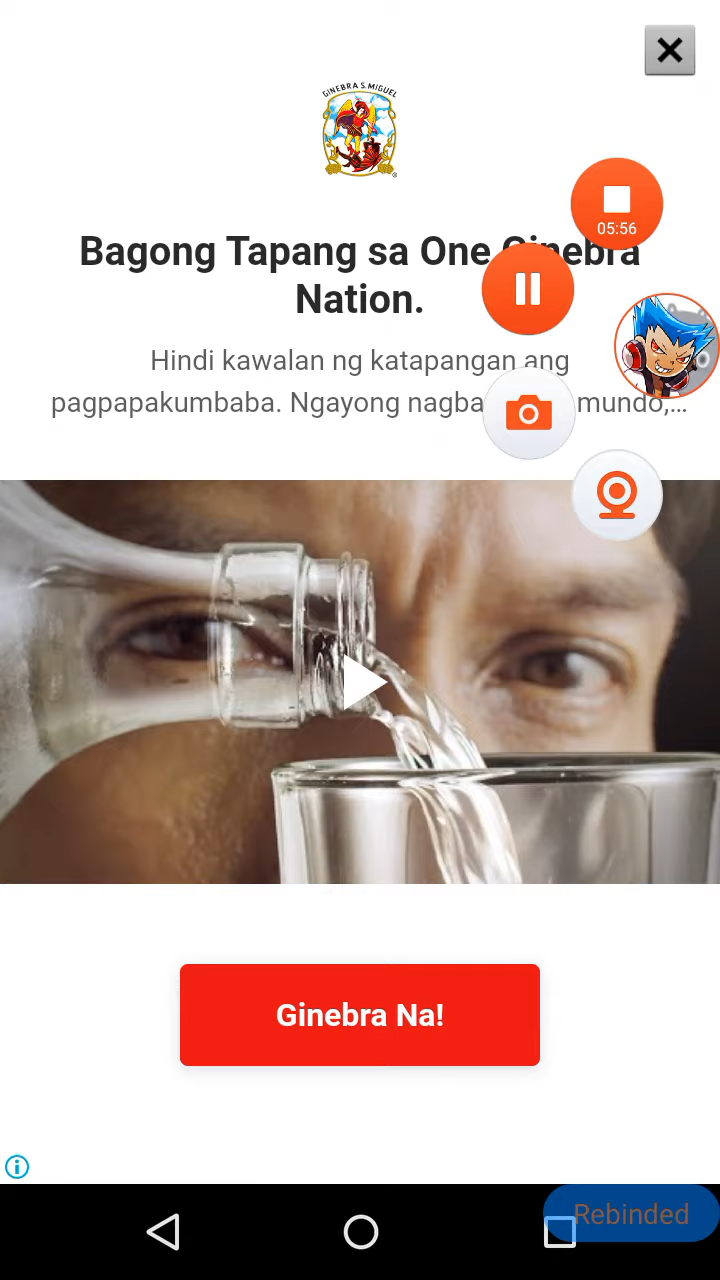 GINEBRA S. MIGUEL
05:56
Bagong Tapang sa One Ginebra
Nation.
Hindi kawalan ng katapangan ang
pagpapakumbaba. Ngayong nagba mundo,...
Ginebra Na!
Rebinded